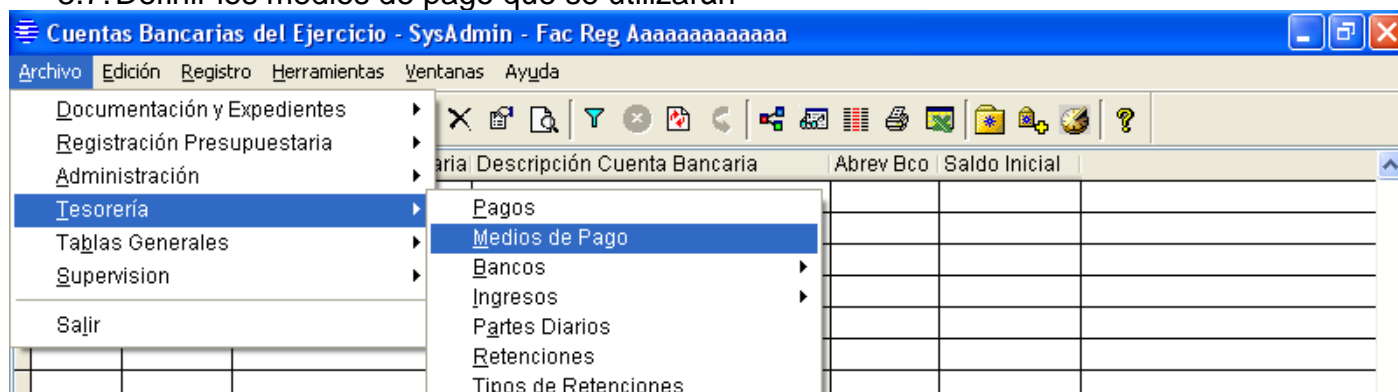 Cuentas Bancarias del Ejercicio - SysAdmin - Fac Reg Aaaaaaaaaaaaa
Archivo Edición Registro Herramientas Ventanas Ayuda
Documentación y Expedientes
Registración Presupuestaria
aria Descripción Cuenta Bancaria Abrev Bco Saldo Inicial
Administración
Tesorería
Pagos
Tablas Generales
Medios de Pago
Supervision
Bancos
Ingresos
Salir
Partes Diarios
Retenciones
Tipos de Retenciones